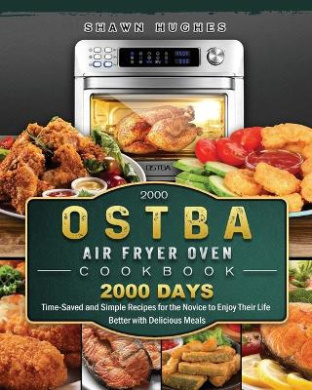 SHAWN HUGHES
OSTBA
2000
OSTBA
AIR FRYER OVEN
COOKBOOK
2000 DAYS
Time-Saved and Simple Recipes for the Novice to Enjoy Their Life
Better with Delicious Meals